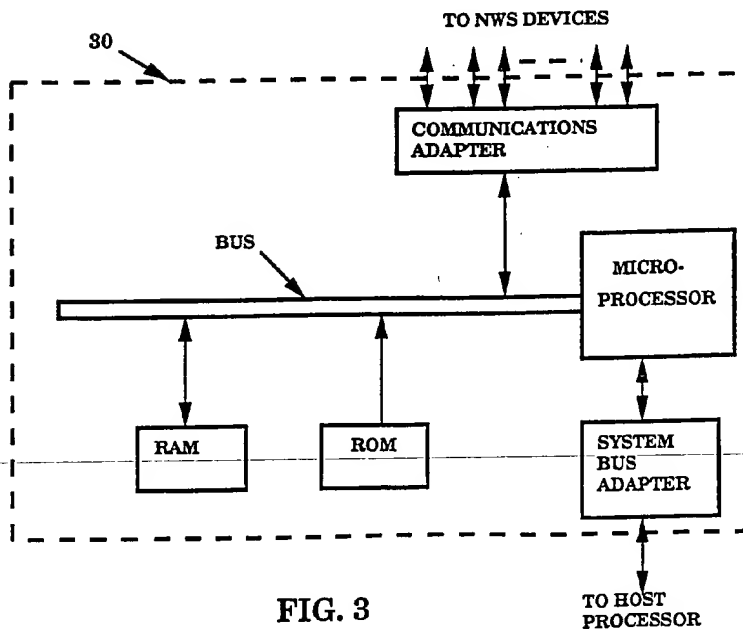 TO NWS DEVICES
30
COMMUNICATIONS
ADAPTER
BUS
MICRO-
PROCESSOR
RAM
ROM
SYSTEM
BUS
ADAPTER
FIG. 3
TO HOST
PROCESSOR